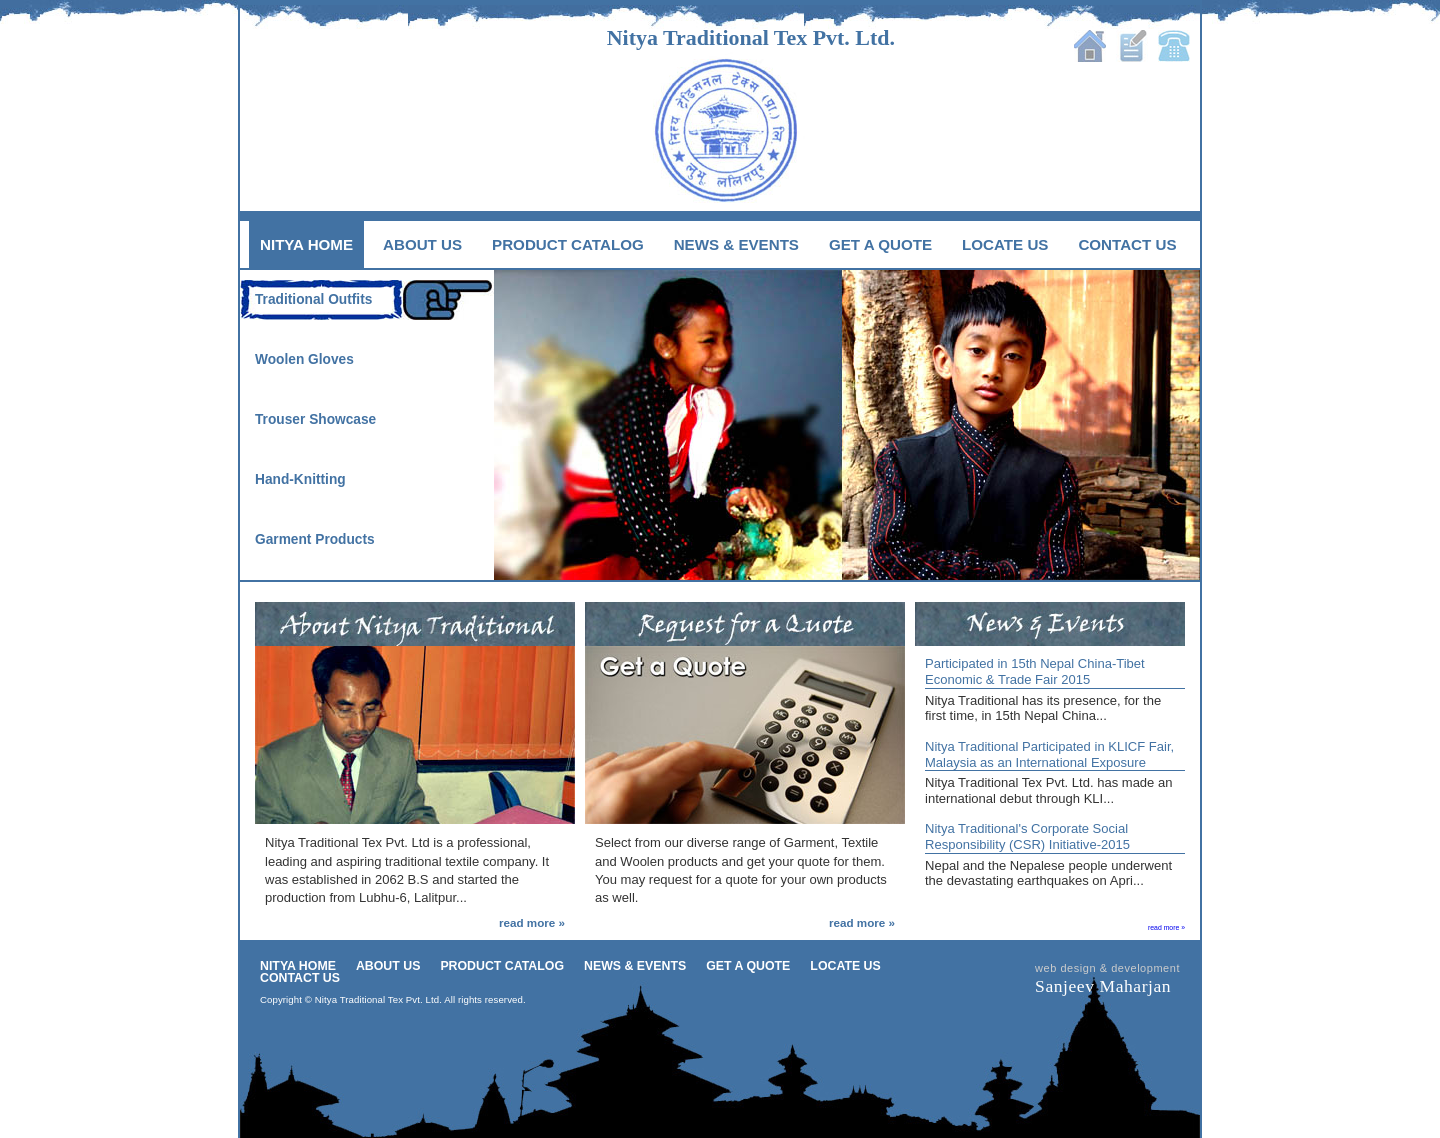 Nitya Traditional Tex Pvt. Ltd.
नित्य ट्रेडिसनल टेक्स (प्रा.) लि.
लुभू ललितपुर
NITYA HOME
ABOUT US
PRODUCT CATALOG
NEWS & EVENTS
GET A QUOTE
LOCATE US
CONTACT US
Traditional Outfits
Woolen Gloves
Trouser Showcase
Hand-Knitting
Garment Products
About Nitya Traditional
Nitya Traditional Tex Pvt. Ltd is a professional,
leading and aspiring traditional textile company. It
was established in 2062 B.S and started the
production from Lubhu-6, Lalitpur...
read more »
Request for a Quote
Get a Quote
Select from our diverse range of Garment, Textile
and Woolen products and get your quote for them.
You may request for a quote for your own products
as well.
read more »
News & Events
Participated in 15th Nepal China-Tibet
Economic & Trade Fair 2015
Nitya Traditional has its presence, for the
first time, in 15th Nepal China...
Nitya Traditional Participated in KLICF Fair,
Malaysia as an International Exposure
Nitya Traditional Tex Pvt. Ltd. has made an
international debut through KLI...
Nitya Traditional's Corporate Social
Responsibility (CSR) Initiative-2015
Nepal and the Nepalese people underwent
the devastating earthquakes on Apri...
read more »
NITYA HOME ABOUT US PRODUCT CATALOG NEWS & EVENTS GET A QUOTE LOCATE US
CONTACT US
Copyright © Nitya Traditional Tex Pvt. Ltd. All rights reserved.
web design & development
Sanjeev Maharjan